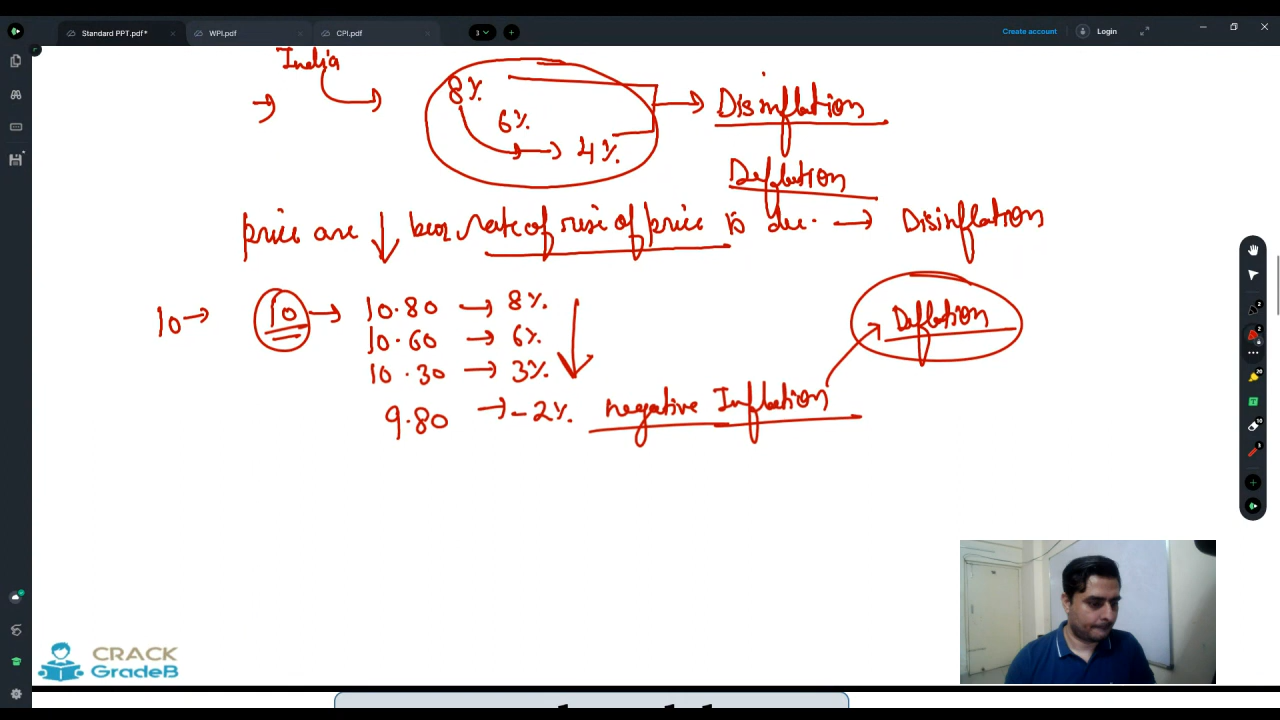 Standard PPT.pdf*
WPI.pdf
CPI.pdf
3
Create account
Login
India
→ 8%
6%
→ 4%
→ Disinflation
Deflation
price are ↓ rate of rise of price is dec. → Disinflation
10 → 10 → 10.80 → 8%
10.60 → 6%
10.30 → 3%
9.80 → -2% negative Inflation
Deflation
CRACK
GradeB